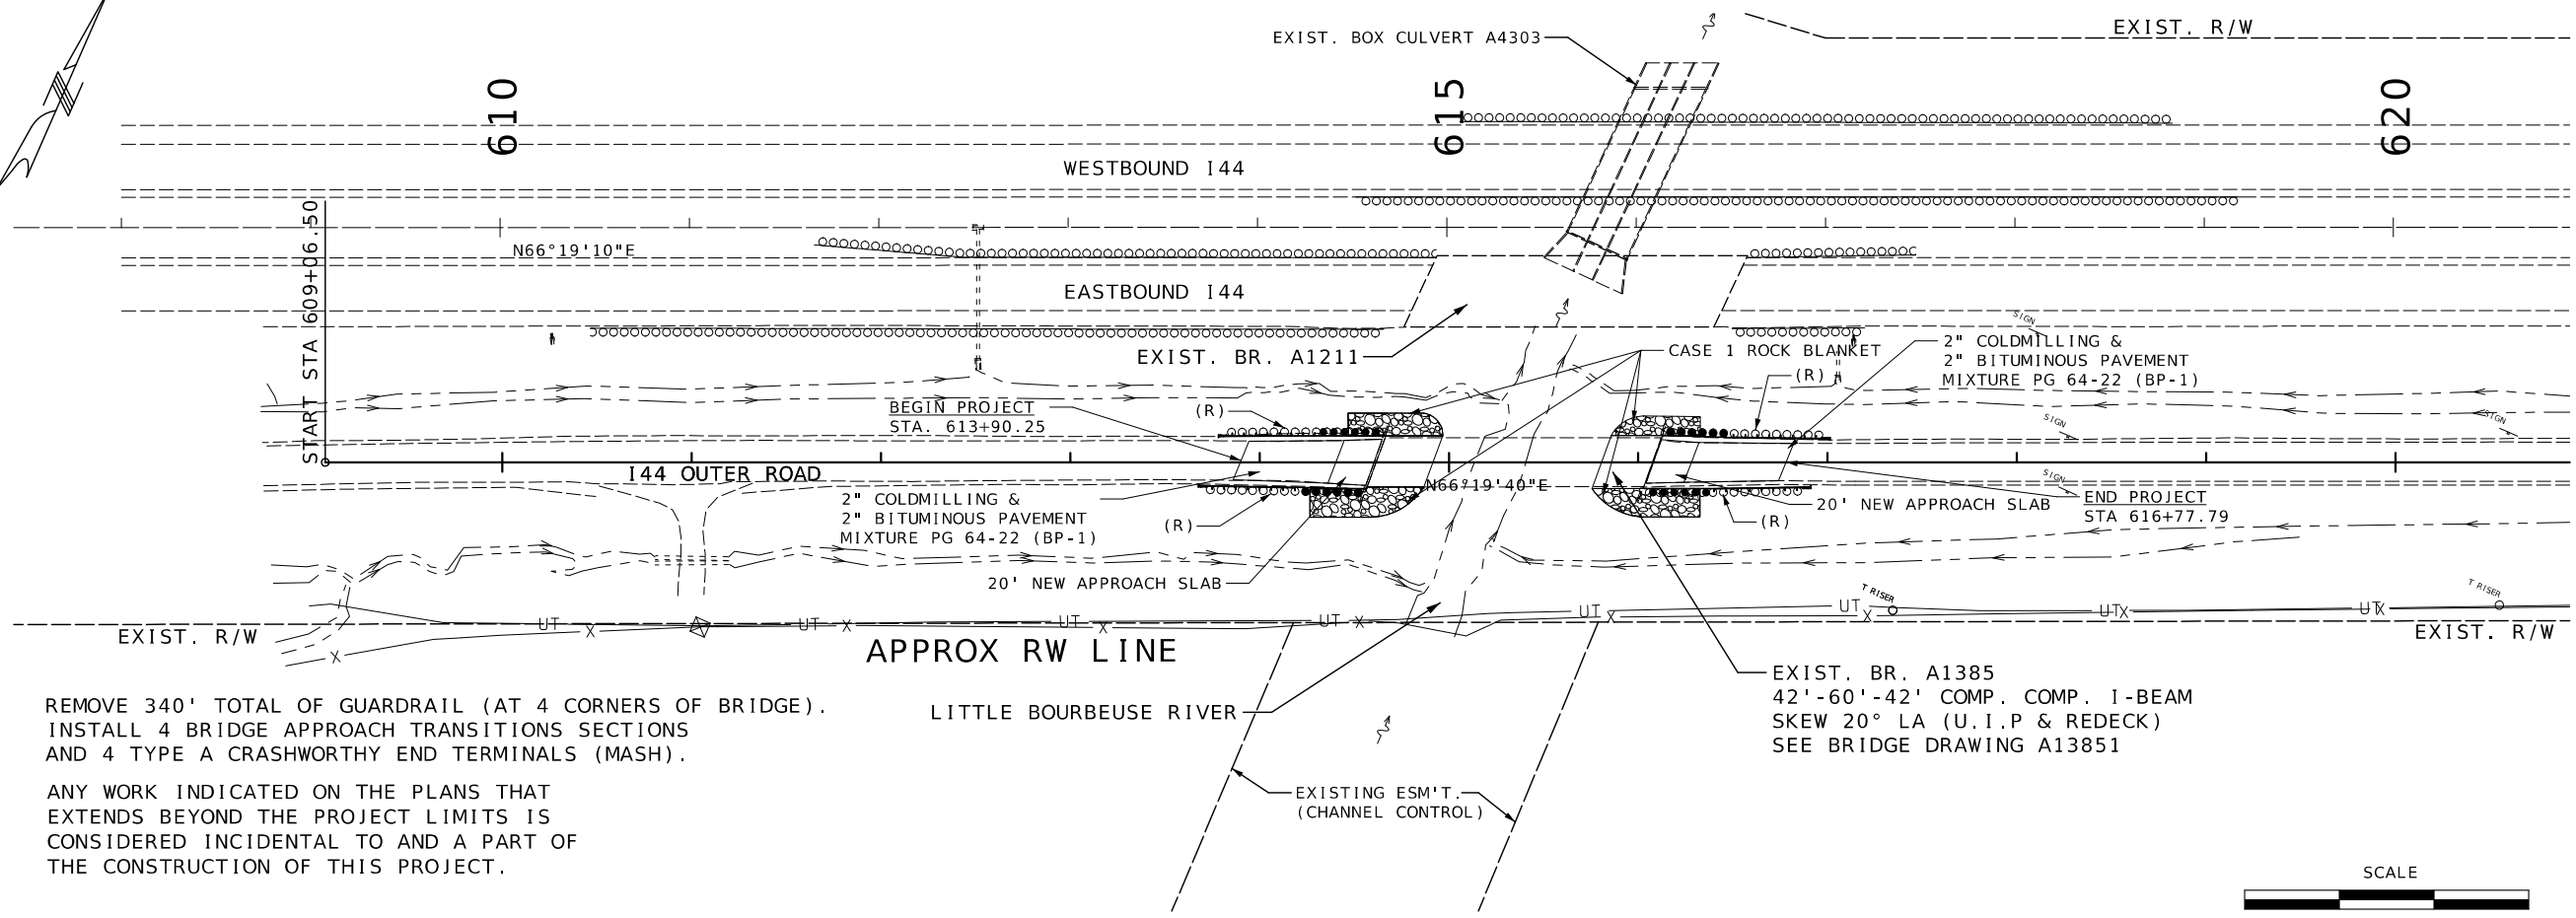 EXIST. BOX CULVERT A4303
EXIST. R/W
610
615
620
WESTBOUND I44
N66°19'10"E
EASTBOUND I44
START STA 609+06.50
EXIST. BR. A1211
CASE 1 ROCK BLANKET
SIGN
2" COLDMILLING &
2" BITUMINOUS PAVEMENT
MIXTURE PG 64-22 (BP-1)
(R)
BEGIN PROJECT
STA. 613+90.25
(R)
SIGN
SIGN
I44 OUTER ROAD
N66°19'40"E
SIGN
2" COLDMILLING &
2" BITUMINOUS PAVEMENT
MIXTURE PG 64-22 (BP-1)
(R)
(R)
20' NEW APPROACH SLAB
END PROJECT
STA 616+77.79
20' NEW APPROACH SLAB
T RISER
T RISER
UT X UT X UT X UT X UT X UT X UT X UT X
X
EXIST. R/W
APPROX RW LINE
EXIST. R/W
LITTLE BOURBEUSE RIVER
EXIST. BR. A1385
42'-60'-42' COMP. COMP. I-BEAM
SKEW 20° LA (U.I.P & REDECK)
SEE BRIDGE DRAWING A13851
REMOVE 340' TOTAL OF GUARDRAIL (AT 4 CORNERS OF BRIDGE).
INSTALL 4 BRIDGE APPROACH TRANSITIONS SECTIONS
AND 4 TYPE A CRASHWORTHY END TERMINALS (MASH).
ANY WORK INDICATED ON THE PLANS THAT
EXTENDS BEYOND THE PROJECT LIMITS IS
CONSIDERED INCIDENTAL TO AND A PART OF
THE CONSTRUCTION OF THIS PROJECT.
EXISTING ESM'T.
(CHANNEL CONTROL)
SCALE